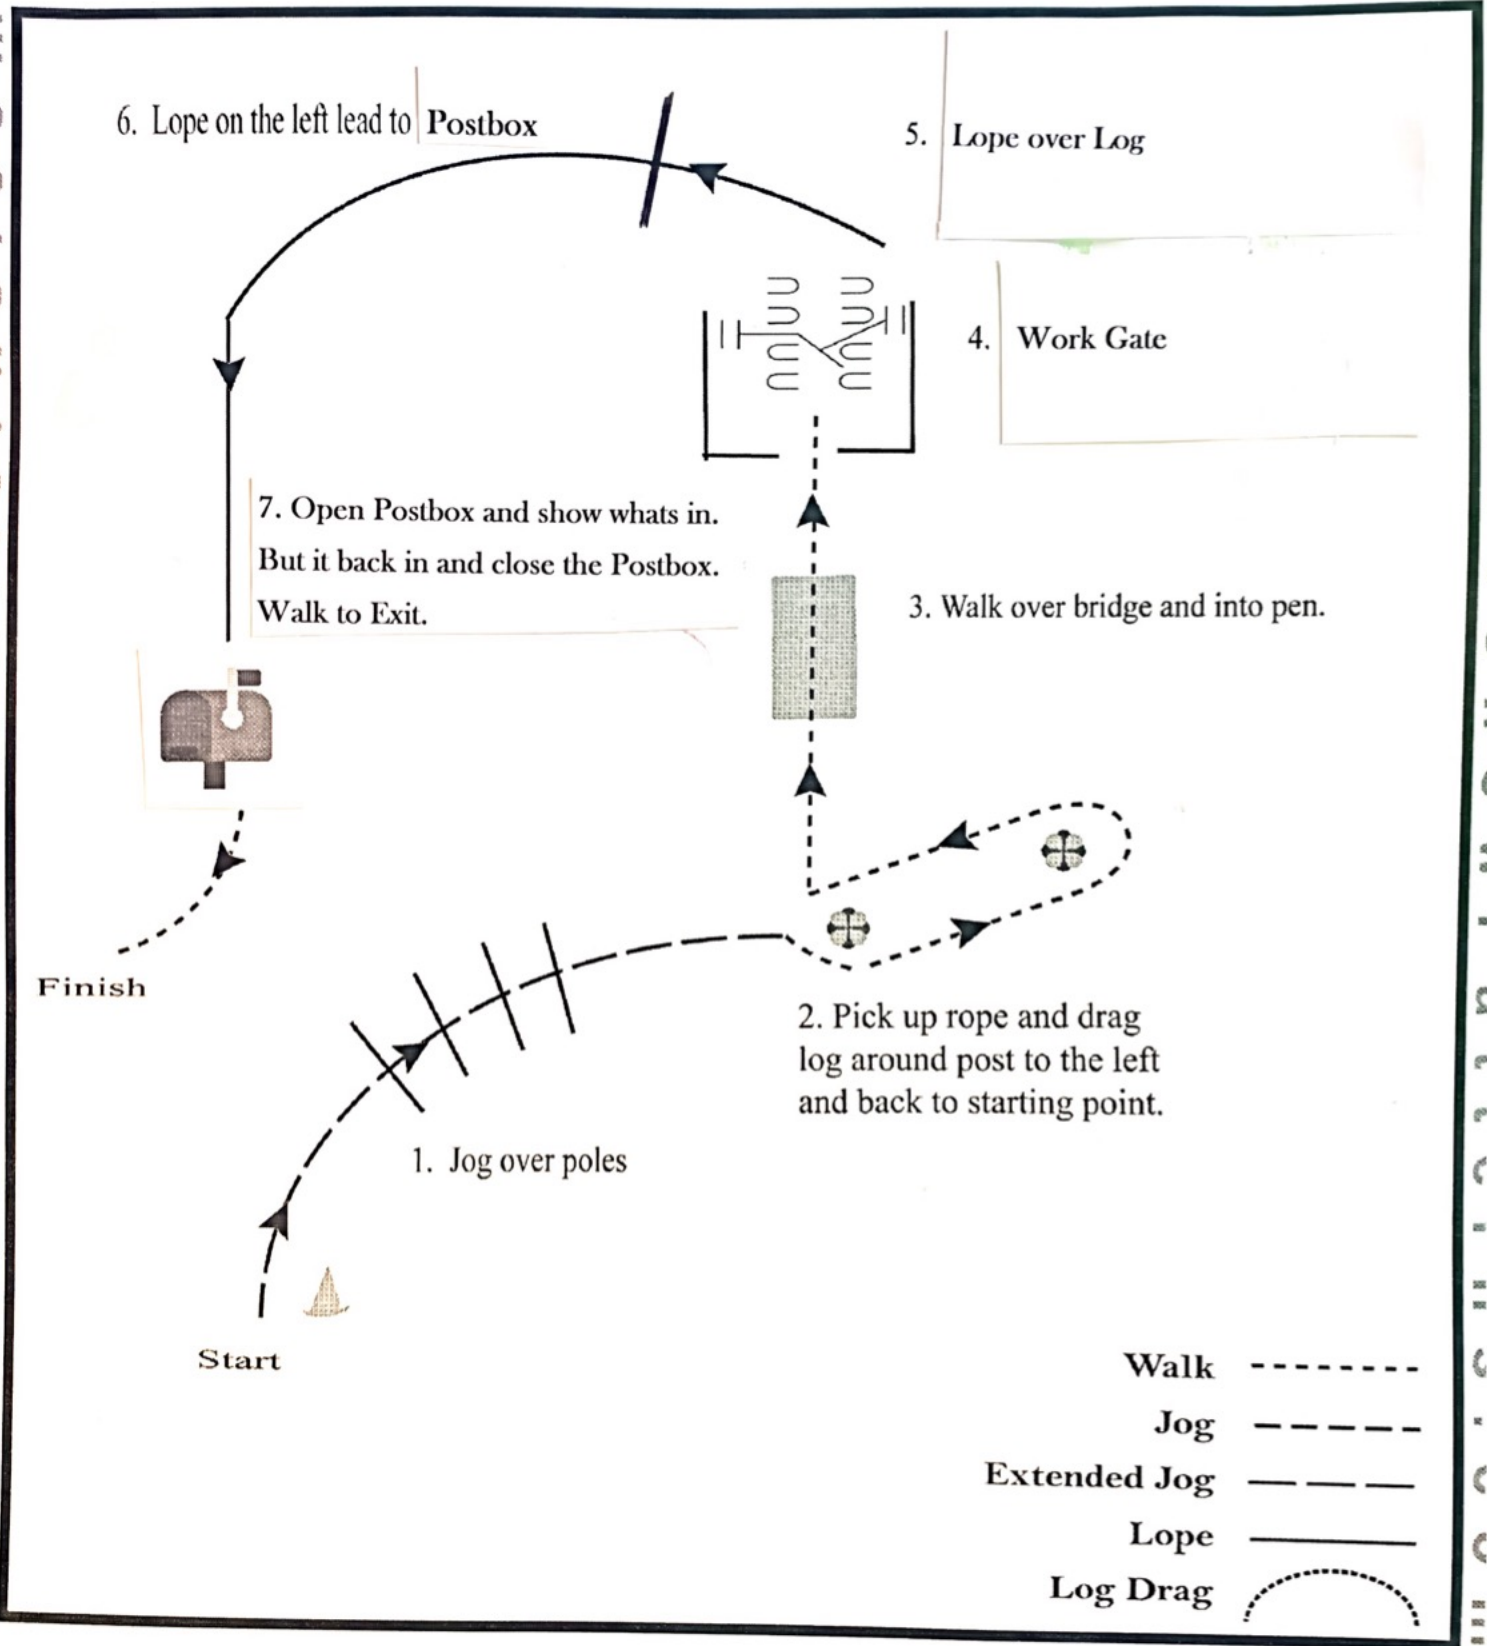 6. Lope on the left lead to Postbox
5. Lope over Log
4. Work Gate
7. Open Postbox and show whats in.
But it back in and close the Postbox.
Walk to Exit.
3. Walk over bridge and into pen.
Finish
2. Pick up rope and drag
log around post to the left
and back to starting point.
1. Jog over poles
Start
Walk
Jog
Extended Jog
Lope
Log Drag